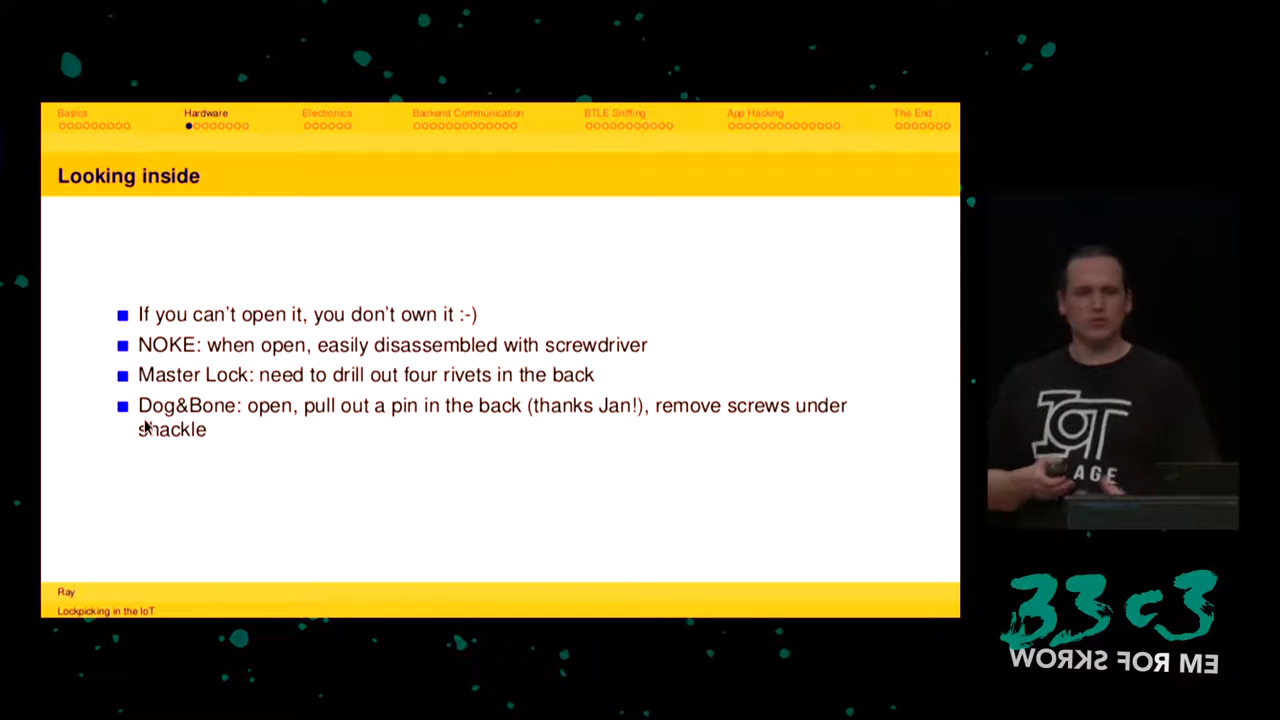 Basics Hardware Electronics Backend Communication BTLE Sniffing App Hacking The End
Looking inside
If you can't open it, you don't own it :-)
NOKE: when open, easily disassembled with screwdriver
Master Lock: need to drill out four rivets in the back
Dog&Bone: open, pull out a pin in the back (thanks Jan!), remove screws under
shackle
Ray
Lockpicking in the IoT
IOT
AGE
33c3
WORKS FOR ME